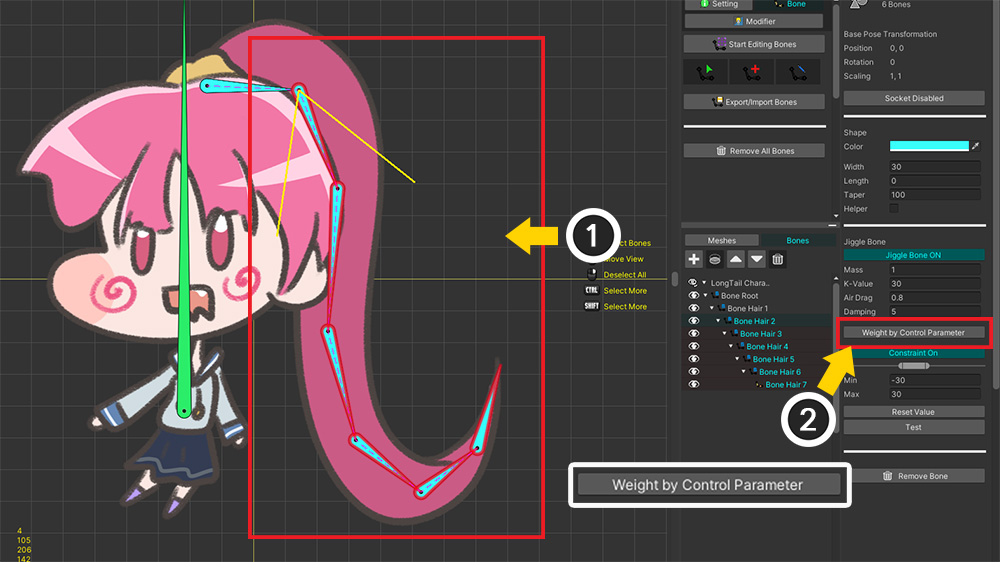 Setting
Bone
Modifier
Start Editing Bones
Export/Import Bones
Remove All Bones
6 Bones
Base Pose Transformation
Position 0, 0
Rotation 0
Scaling 1, 1
Socket Disabled
Shape
Color
Width 30
Length 0
Taper 100
Helper
1
ct Bones
Move View
Deselect All
CTRL Select More
SHIFT Select More
Meshes
Bones
LongTail Chara..
Bone Root
Bone Hair 1
Bone Hair 2
Bone Hair 3
Bone Hair 4
Bone Hair 5
Bone Hair 6
Bone Hair 7
Jiggle Bone
Jiggle Bone ON
Mass 1
K-Value 30
Air Drag 0.8
Damping 5
Weight by Control Parameter
Constraint On
Min -30
Max 30
Reset Value
Test
Remove Bone
2
Weight by Control Parameter
4
105
206
142